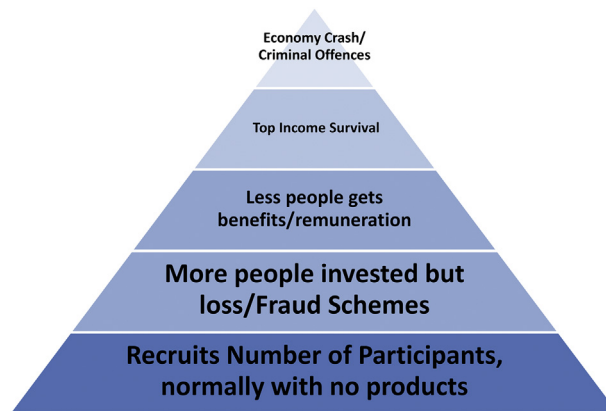 Economy Crash/
Criminal Offences
Top Income Survival
Less people gets
benefits/remuneration
More people invested but
loss/Fraud Schemes
Recruits Number of Participants,
normally with no products